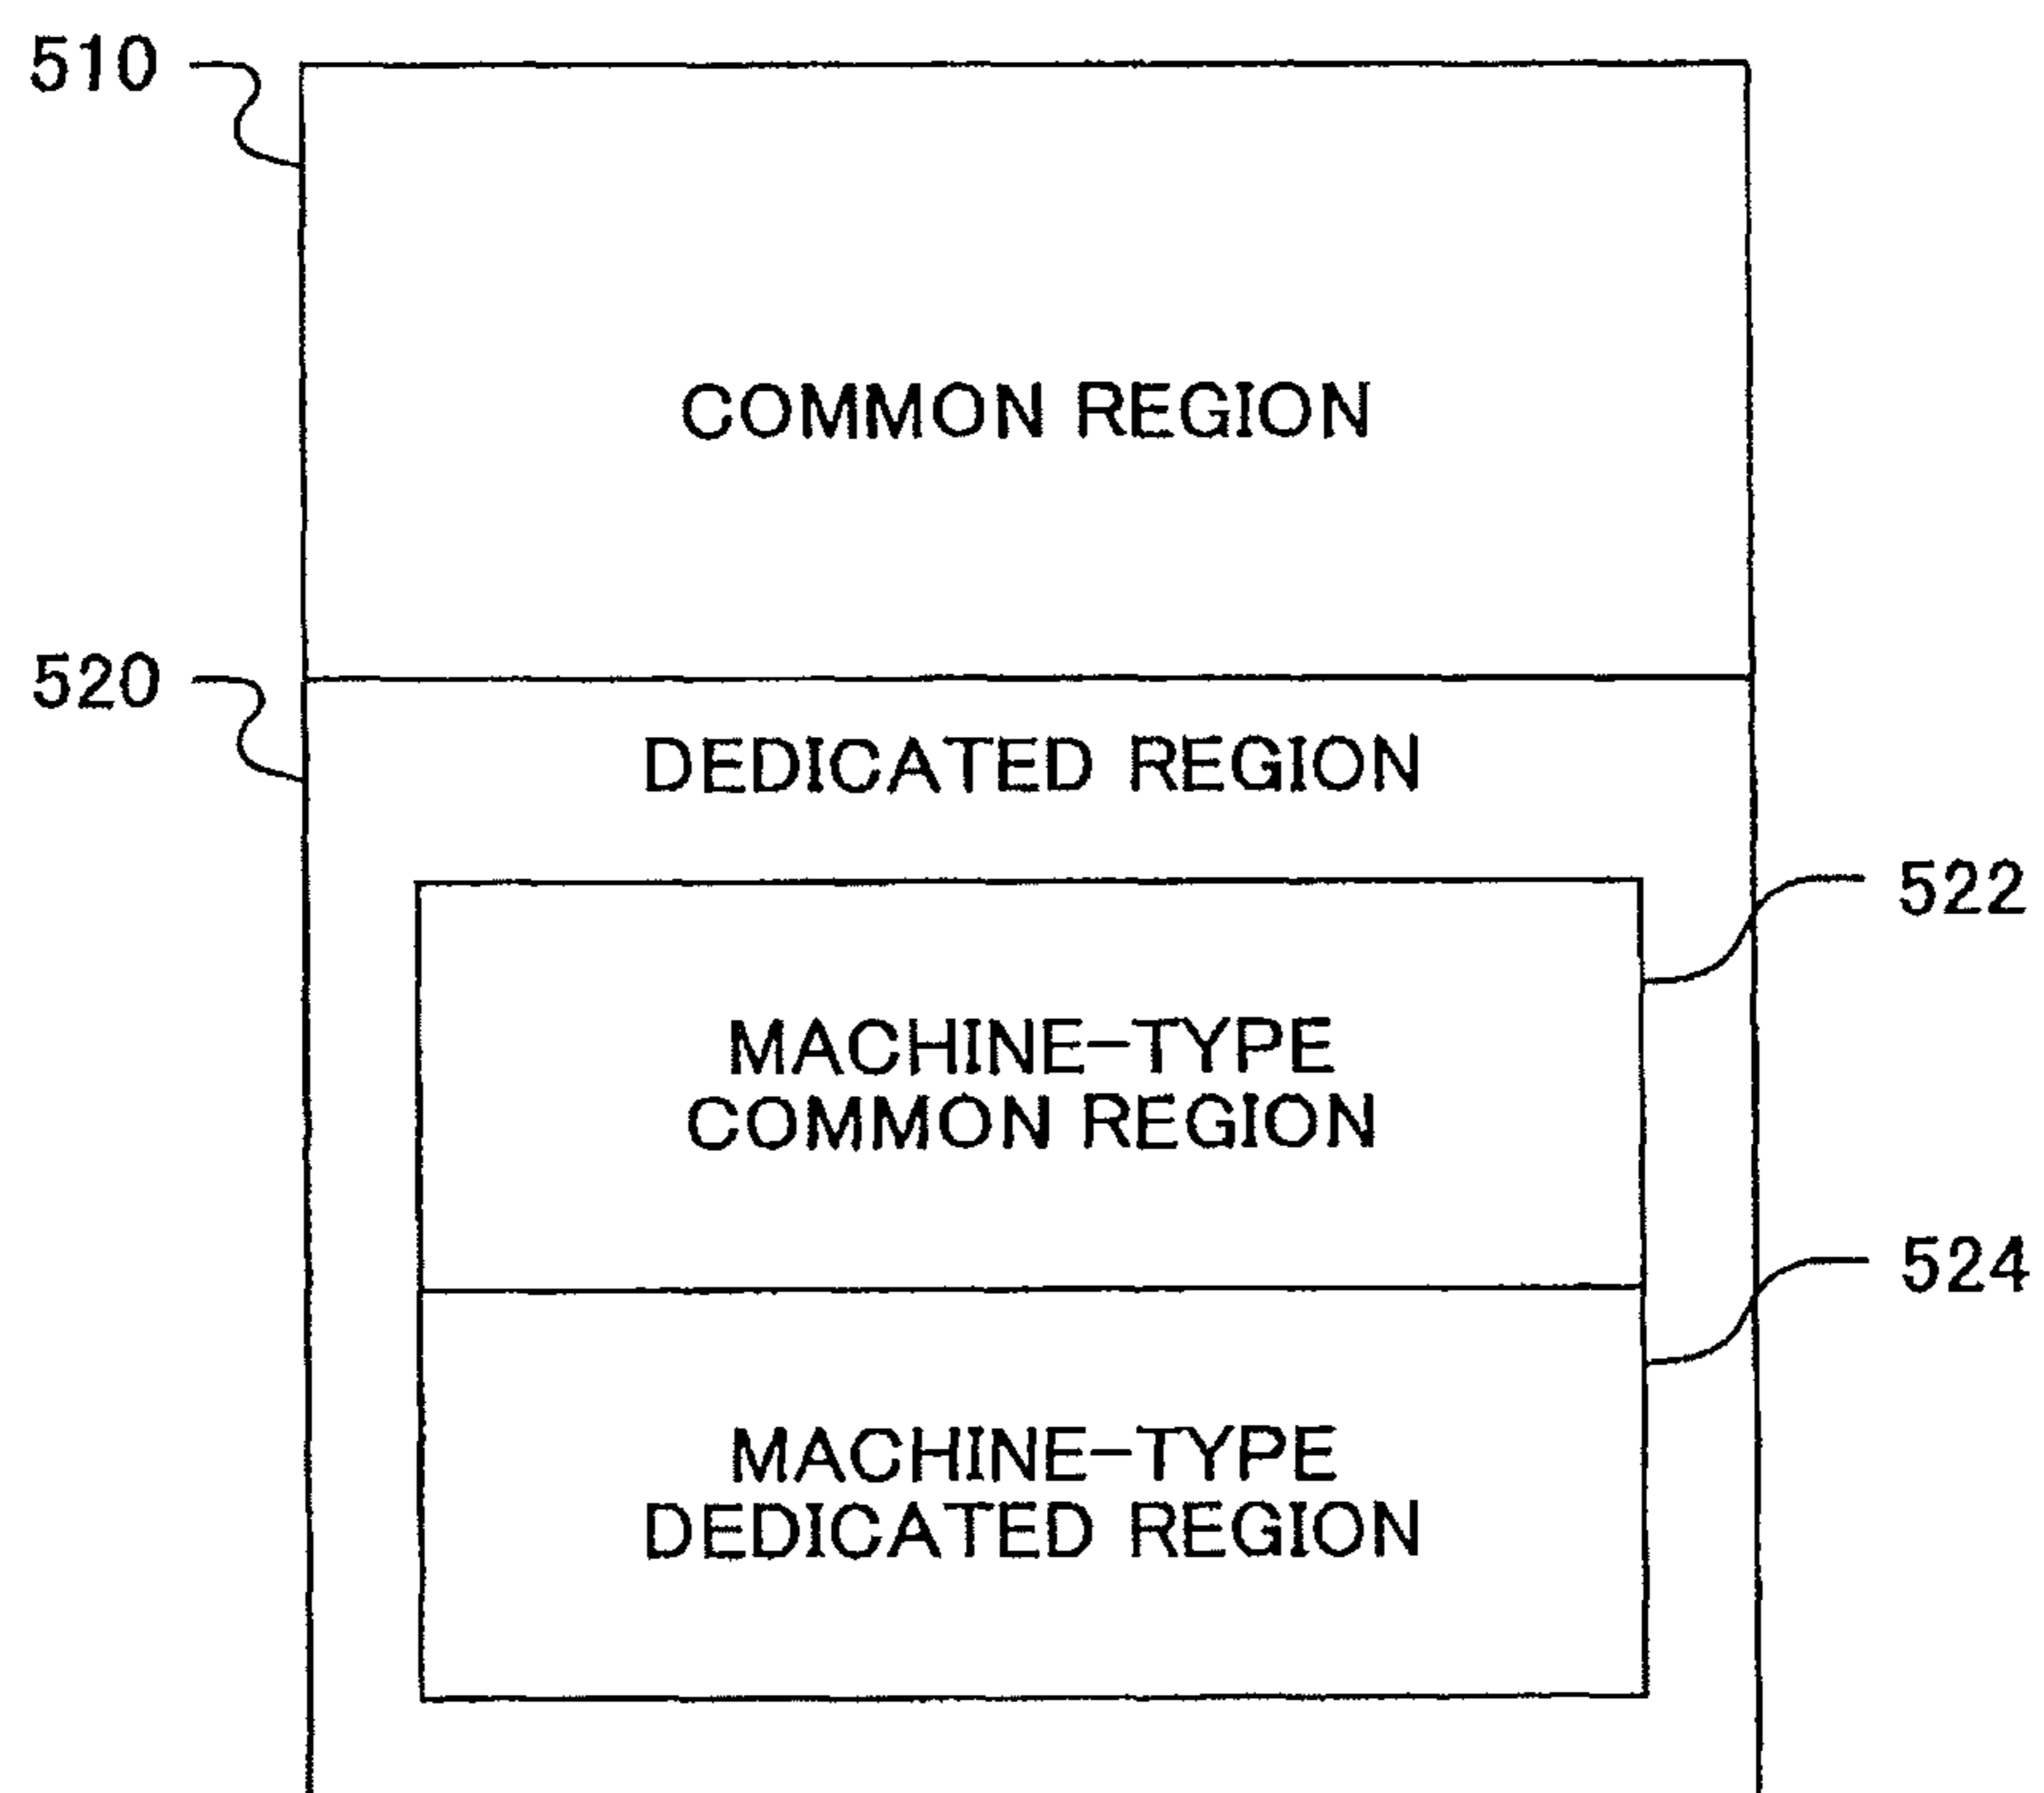 510
COMMON REGION
520
DEDICATED REGION
522
MACHINE-TYPE
COMMON REGION
524
MACHINE-TYPE
DEDICATED REGION